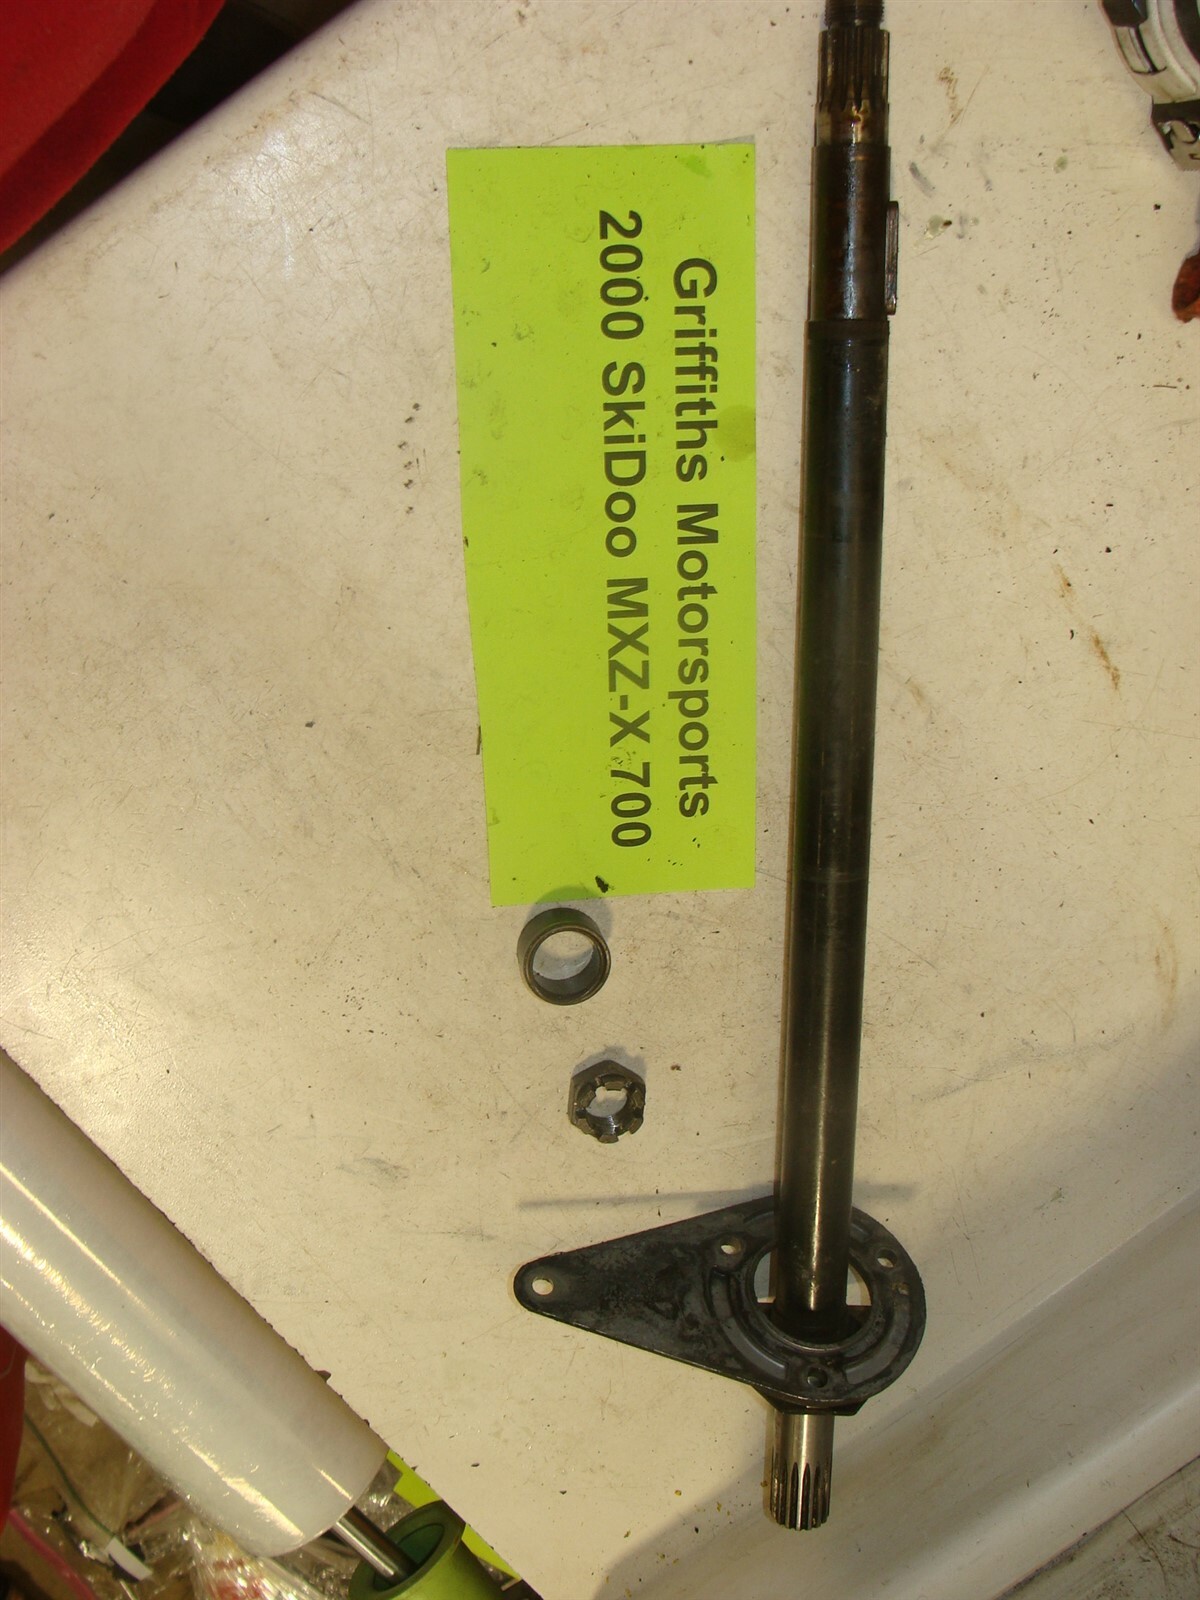 Griffiths Motorsports
2000 SkiDoo MXZ-X 700